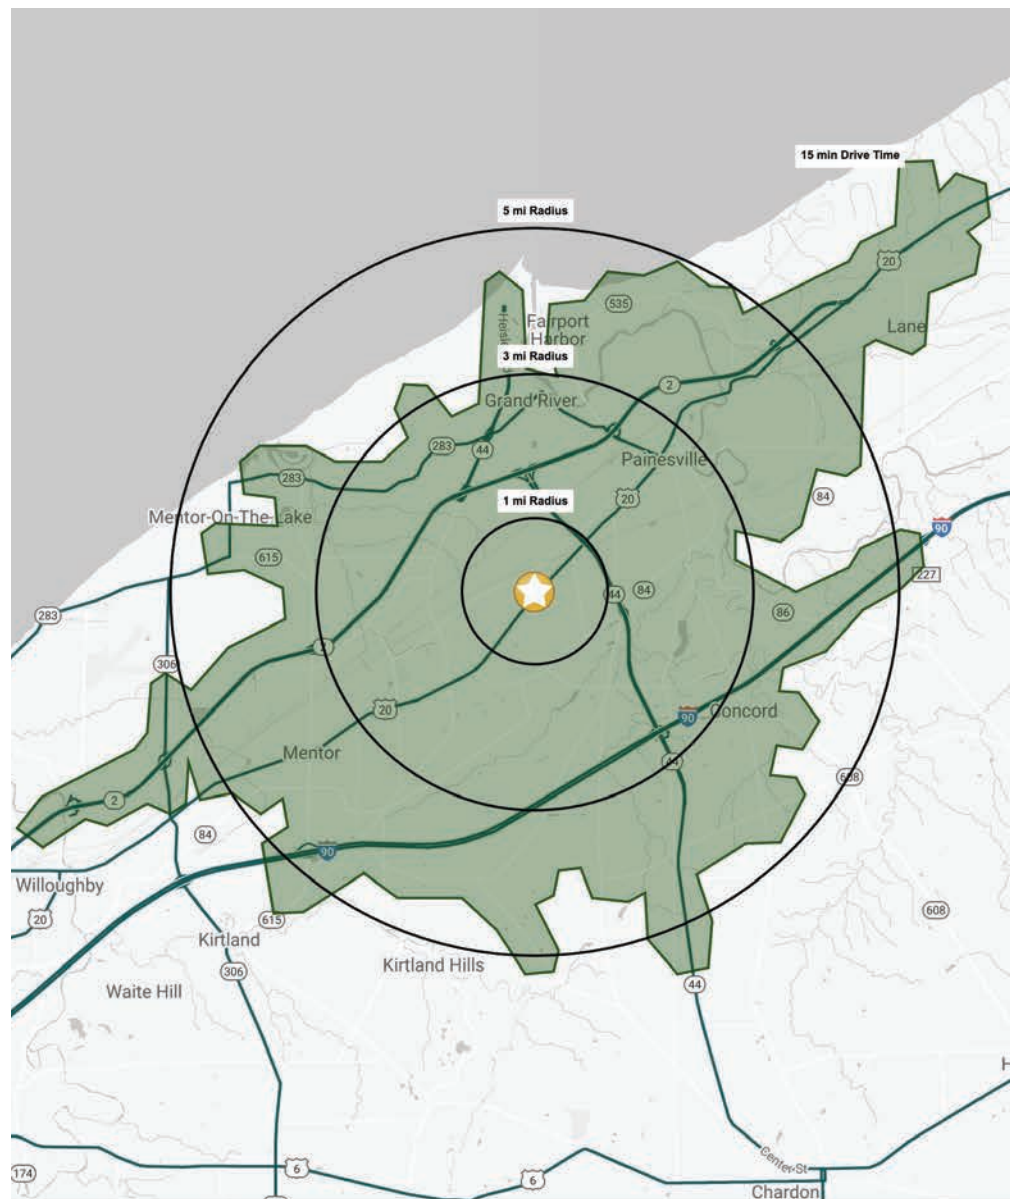 15 min Drive Time
5 mi Radius
20
535
Fairport
Harbor
Lane
3 mi Radius
2
Grand River
283
44
Painesville
283
20
84
1 mi Radius
Mentor-On-The-Lake
90
615
227
44
84
86
283
2
306
20
90
Concord
Mentor
44
608
2
84
90
Willoughby
20
615
608
Kirtland
Kirtland Hills
306
44
Waite Hill
H
Center St
6
174
6
Chardon